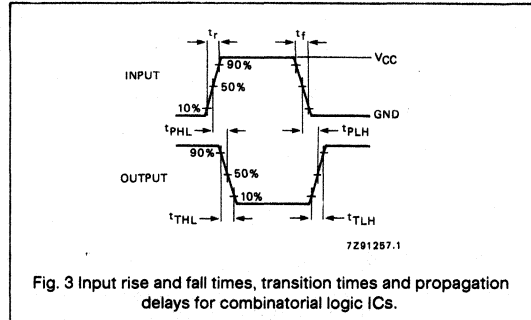 tr
tf
VCC
90%
INPUT
50%
10%
GND
tPHL
tPLH
90%
OUTPUT
50%
10%
tTHL
tTLH
7Z91257.1
Fig. 3 Input rise and fall times, transition times and propagation
delays for combinatorial logic ICs.